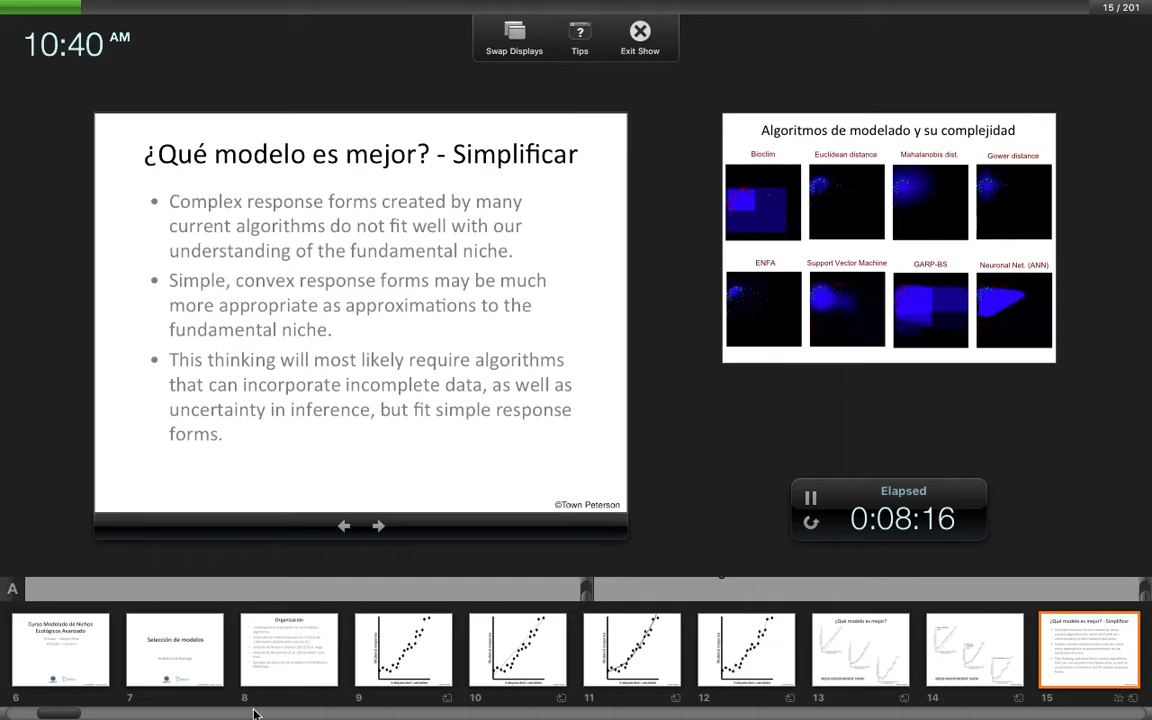 15 / 201
10:40 AM
Swap Displays
Tips
Exit Show
¿Qué modelo es mejor? - Simplificar
• Complex response forms created by many
current algorithms do not fit well with our
understanding of the fundamental niche.
• Simple, convex response forms may be much
more appropriate as approximations to the
fundamental niche.
• This thinking will most likely require algorithms
that can incorporate incomplete data, as well as
uncertainty in inference, but fit simple response
forms.
©Town Peterson
Algoritmos de modelado y su complejidad
Bioclim
Euclidean distance
Mahalanobis dist.
Gower distance
ENFA
Support Vector Machine
GARP-BS
Neuronal Net. (ANN)
Elapsed
0:08:16
A
Curso Modelado de Nichos
Ecológicos Avanzado
Selección de modelos
Organización
¿Qué modelo es mejor?
NEED INDEPENDENT DATA!
NEED INDEPENDENT DATA!
¿Qué modelo es mejor? - Simplificar
6
7
8
9
10
11
12
13
14
15